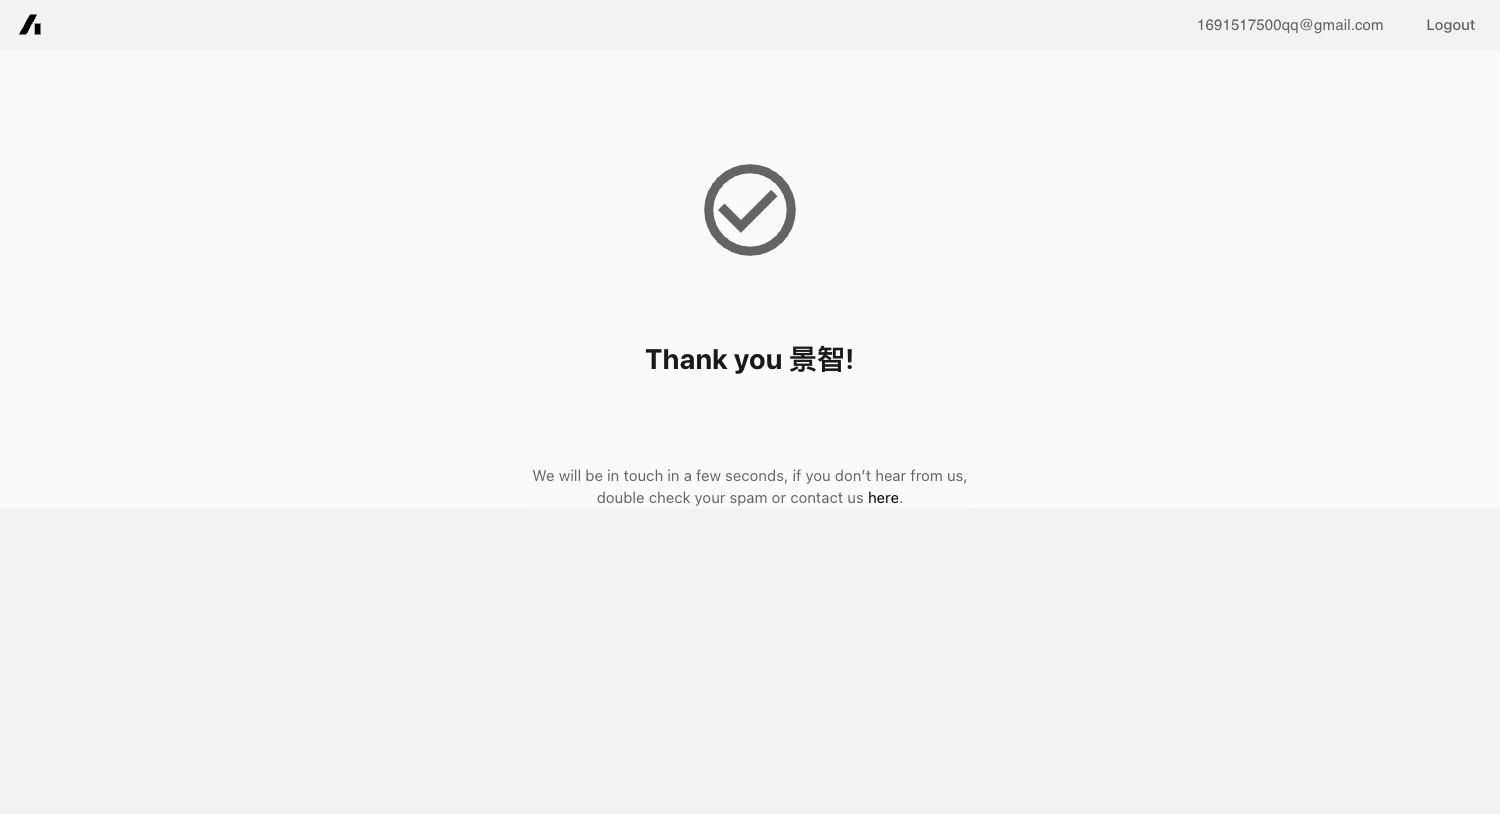 1691517500qq@gmail.com Logout
Thank you 景智!
We will be in touch in a few seconds, if you don’t hear from us,
double check your spam or contact us here.